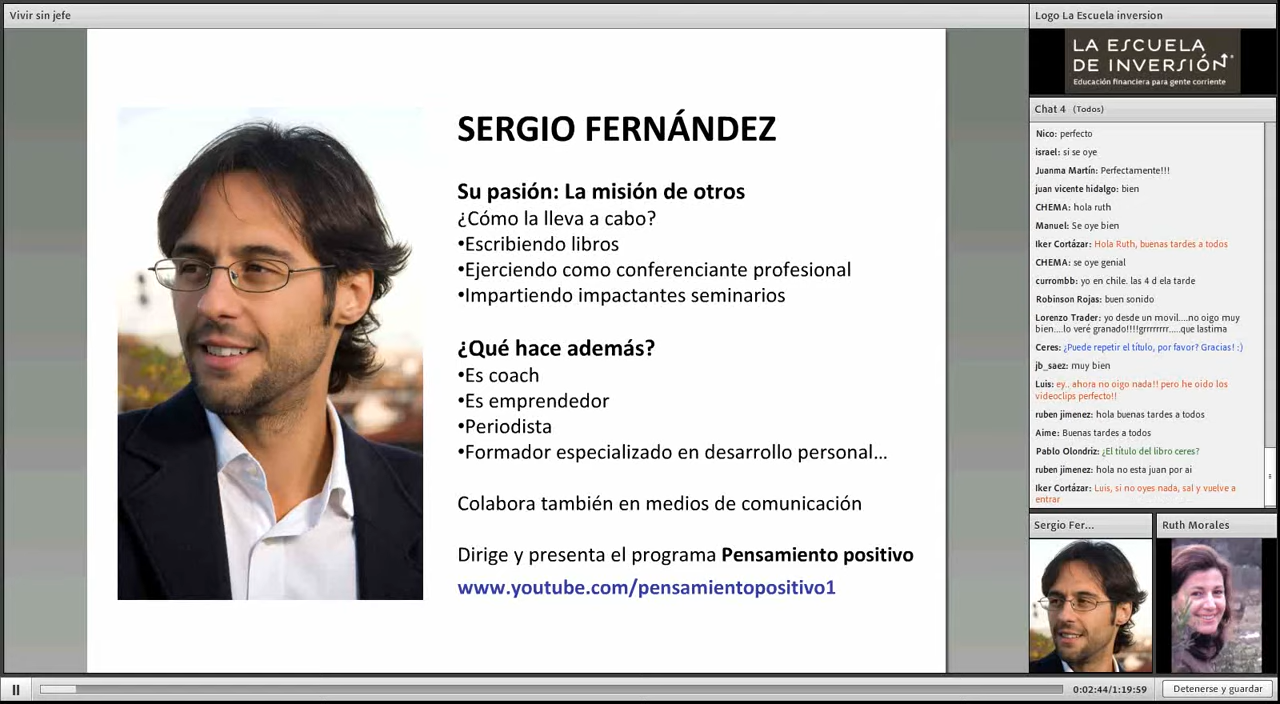 Vivir sin jefe
SERGIO FERNÁNDEZ
Su pasión: La misión de otros
¿Cómo la lleva a cabo?
•Escribiendo libros
•Ejerciendo como conferenciante profesional
•Impartiendo impactantes seminarios
¿Qué hace además?
•Es coach
•Es emprendedor
•Periodista
•Formador especializado en desarrollo personal...
Colabora también en medios de comunicación
Dirige y presenta el programa Pensamiento positivo
www.youtube.com/pensamientopositivo1
Logo La Escuela inversion
LA ESCUELA
DE INVERSIÓN
Educación financiera para gente corriente
Chat 4 (Todos)
Nico: perfecto
israel: si se oye
Juanma Martín: Perfectamente!!!
juan vicente hidalgo: bien
CHEMA: hola ruth
Manuel: Se oye bien
Iker Cortázar: Hola Ruth, buenas tardes a todos
CHEMA: se oye genial
currombb: yo en chile. las 4 d ela tarde
Robinson Rojas: buen sonido
Lorenzo Trader: yo desde un movil....no oigo muy
bien....lo veré granado!!!!grrrrrrrr.....que lastima
Ceres: ¿Puede repetir el título, por favor? Gracias! :)
jb_saez: muy bien
Luis: ey.. ahora no oigo nada!! pero he oido los
videoclips perfecto!!
ruben jimenez: hola buenas tardes a todos
Aime: Buenas tardes a todos
Pablo Olondriz: ¿El título del libro ceres?
ruben jimenez: hola no esta juan por ai
Iker Cortázar: Luis, si no oyes nada, sal y vuelve a
entrar
Sergio Fer...
Ruth Morales
0:02:44/1:19:59
Detenerse y guardar